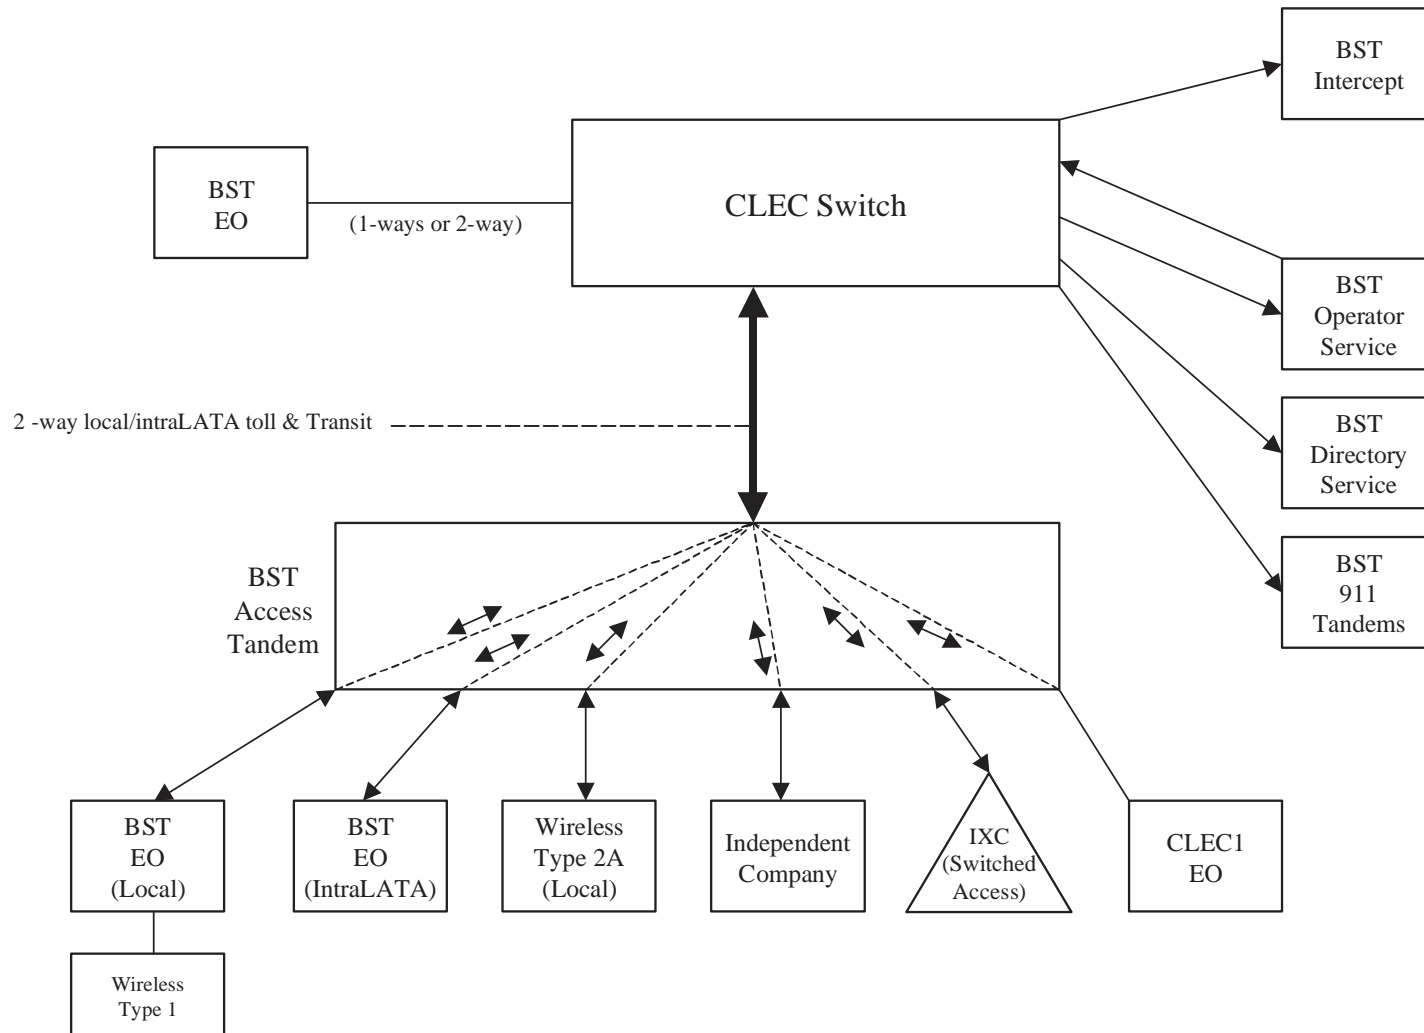 BST
Intercept
BST
EO
(1-ways or 2-way)
CLEC Switch
BST
Operator
Service
2 -way local/intraLATA toll & Transit
BST
Directory
Service
BST
Access
Tandem
BST
911
Tandems
BST
EO
(Local)
BST
EO
(IntraLATA)
Wireless
Type 2A
(Local)
Independent
Company
IXC
(Switched
Access)
CLEC1
EO
Wireless
Type 1